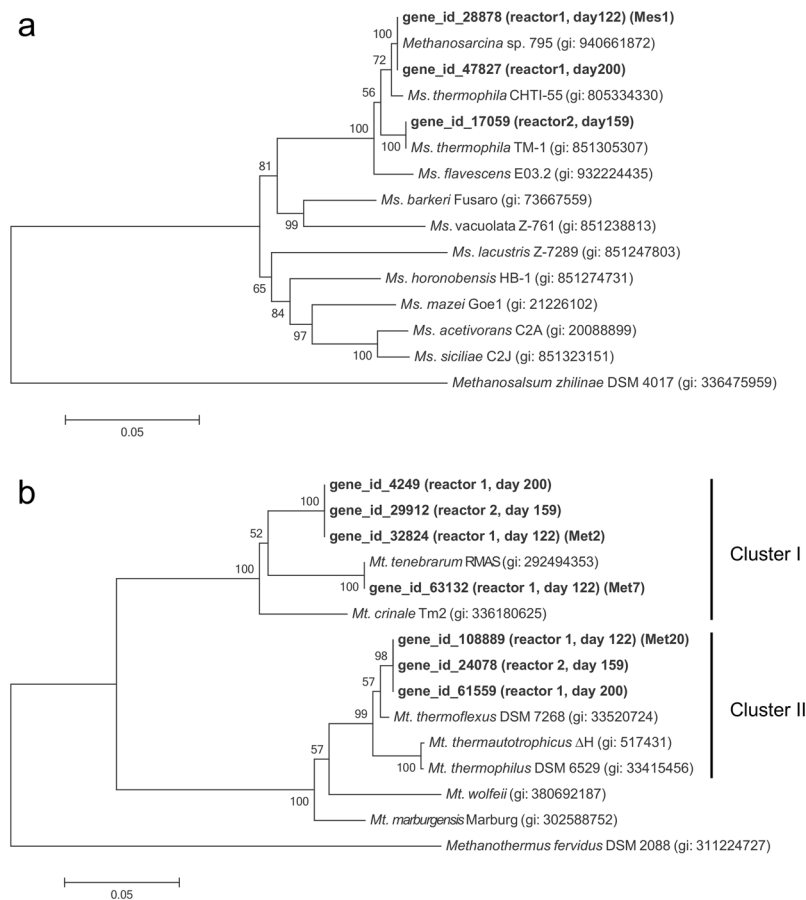 a
gene_id_28878 (reactor1, day122) (Mes1)
100
Methanosarcina sp. 795 (gi: 940661872)
72
gene_id_47827 (reactor1, day200)
56
Ms. thermophila CHTI-55 (gi: 805334330)
100
gene_id_17059 (reactor2, day159)
100
Ms. thermophila TM-1 (gi: 851305307)
81
Ms. flavescens E03.2 (gi: 932224435)
Ms. barkeri Fusaro (gi: 73667559)
99
Ms. vacuolata Z-761 (gi: 851238813)
Ms. lacustris Z-7289 (gi: 851247803)
65
Ms. horonobensis HB-1 (gi: 851274731)
84
Ms. mazei Goe1 (gi: 21226102)
97
Ms. acetivorans C2A (gi: 20088899)
100
Ms. siciliae C2J (gi: 851323151)
Methanosalsum zhilinae DSM 4017 (gi: 336475959)
0.05
b
gene_id_4249 (reactor 1, day 200)
100
gene_id_29912 (reactor 2, day 159)
52
gene_id_32824 (reactor 1, day 122) (Met2)
Cluster I
100
Mt. tenebrarum RMAS (gi: 292494353)
100
gene_id_63132 (reactor 1, day 122) (Met7)
Mt. crinale Tm2 (gi: 336180625)
gene_id_108889 (reactor 1, day 122) (Met20)
98
gene_id_24078 (reactor 2, day 159)
57
gene_id_61559 (reactor 1, day 200)
Cluster II
99
Mt. thermoflexus DSM 7268 (gi: 33520724)
Mt. thermautotrophicus ΔH (gi: 517431)
57
100
Mt. thermophilus DSM 6529 (gi: 33415456)
100
Mt. wolfeii (gi: 380692187)
Mt. marburgensis Marburg (gi: 302588752)
Methanothermus fervidus DSM 2088 (gi: 311224727)
0.05